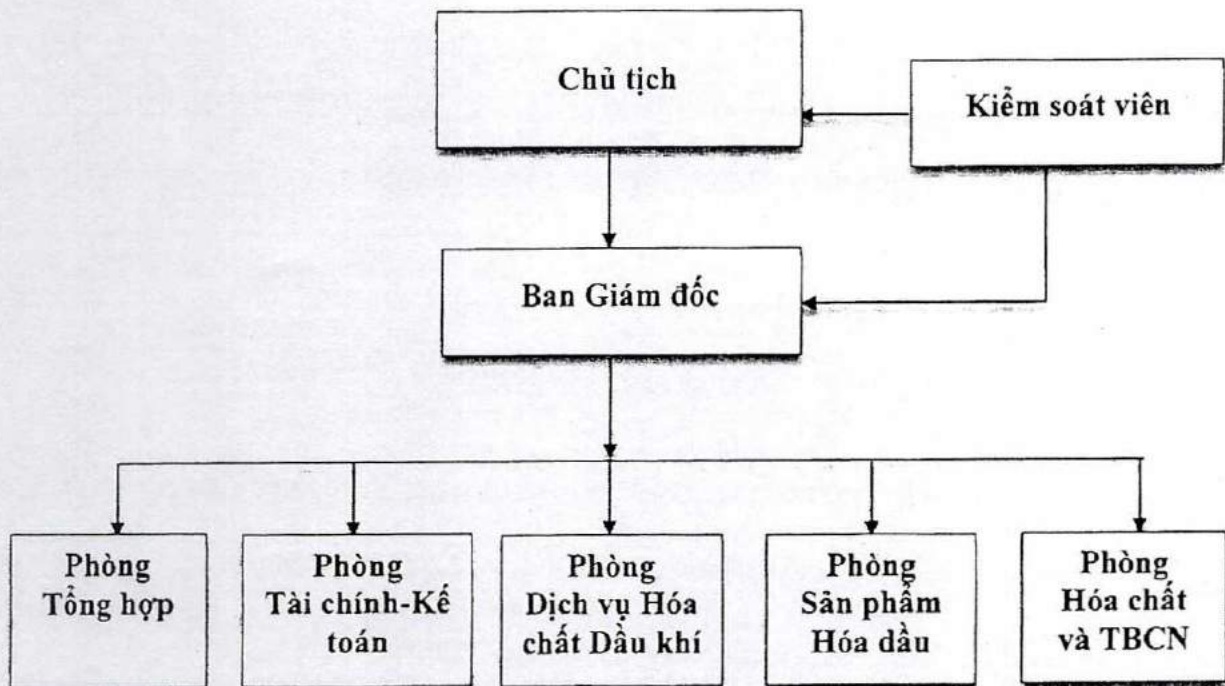 Chủ tịch
Kiểm soát viên
Ban Giám đốc
Phòng
Tổng hợp
Phòng
Tài chính-Kế
toán
Phòng
Dịch vụ Hóa
chất Dầu khí
Phòng
Sản phẩm
Hóa dầu
Phòng
Hóa chất
và TBCN